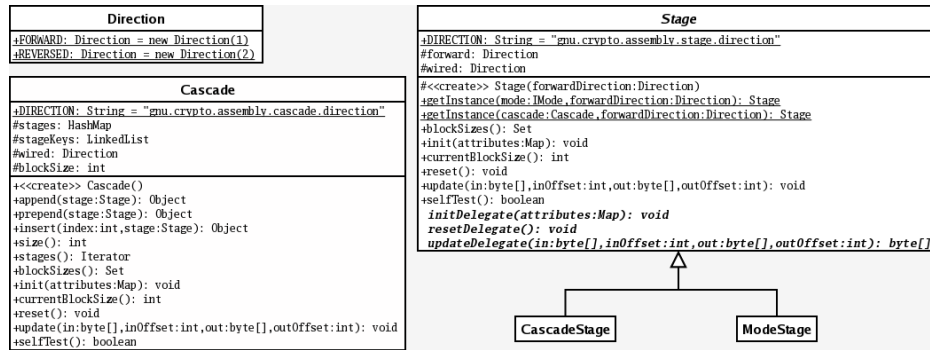 Direction
+FORWARD: Direction = new Direction(1)
+REVERSED: Direction = new Direction(2)
Cascade
+DIRECTION: String = "gnu.crypto.assembly.cascade.direction"
#stages: HashMap
#stageKeys: LinkedList
#wired: Direction
#blockSize: int
+<<create>> Cascade()
+append(stage:Stage): Object
+prepend(stage:Stage): Object
+insert(index:int,stage:Stage): Object
+size(): int
+stages(): Iterator
+blockSizes(): Set
+init(attributes:Map): void
+currentBlockSize(): int
+reset(): void
+update(in:byte[],inOffset:int,out:byte[],outOffset:int): void
+selfTest(): boolean
Stage
+DIRECTION: String = "gnu.crypto.assembly.stage.direction"
#forward: Direction
#wired: Direction
#<<create>> Stage(forwardDirection:Direction)
+getInstance(mode:IMode,forwardDirection:Direction): Stage
+getInstance(cascade:Cascade,forwardDirection:Direction): Stage
+blockSizes(): Set
+init(attributes:Map): void
+currentBlockSize(): int
+reset(): void
+update(in:byte[],inOffset:int,out:byte[],outOffset:int): void
+selfTest(): boolean
initDelegate(attributes:Map): void
resetDelegate(): void
updateDelegate(in:byte[],inOffset:int,out:byte[],outOffset:int): byte[]
CascadeStage
ModeStage